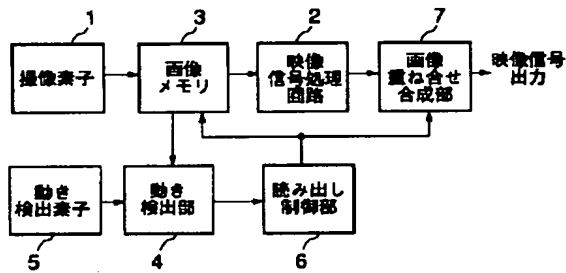 1
3
2
7
撮像素子
画像
メモリ
映像
信号処理
回路
画像
重ね合せ
合成部
映像信号
出力
動き
検出素子
動き
検出部
読み出し
制御部
5
4
6